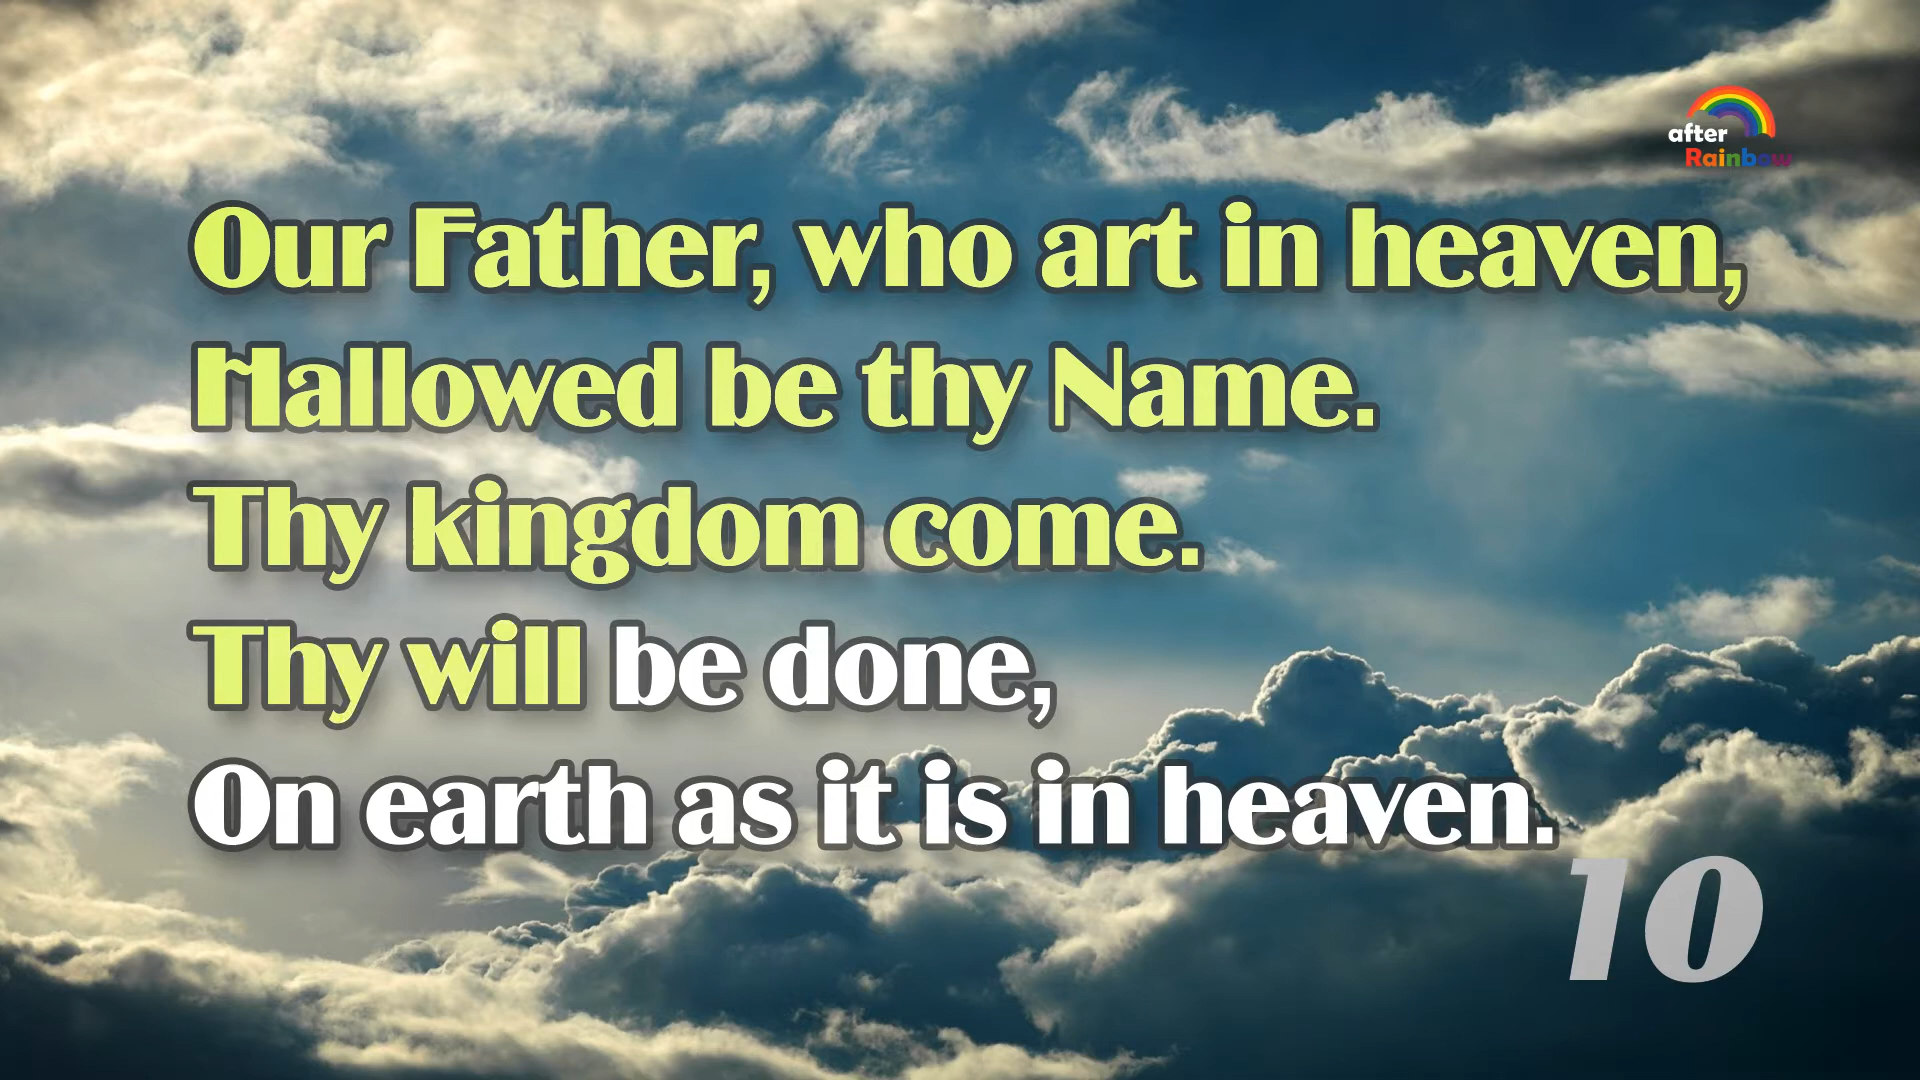 after
Rainbow
Our Father, who art in heaven,
Hallowed be thy Name.
Thy kingdom come.
Thy will be done,
On earth as it is in heaven.
10